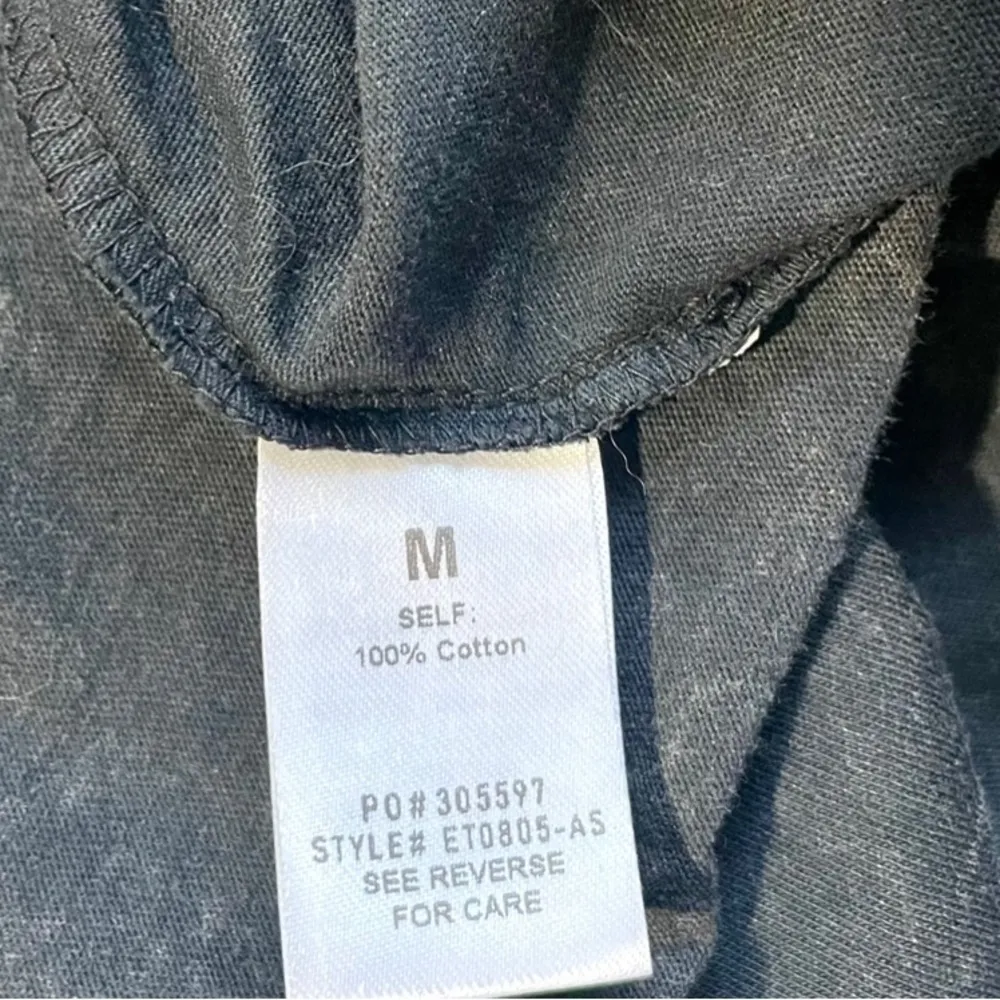 M
SELF:
100% Cotton
PO# 305597
STYLE# ET0805-AS
SEE REVERSE
FOR CARE